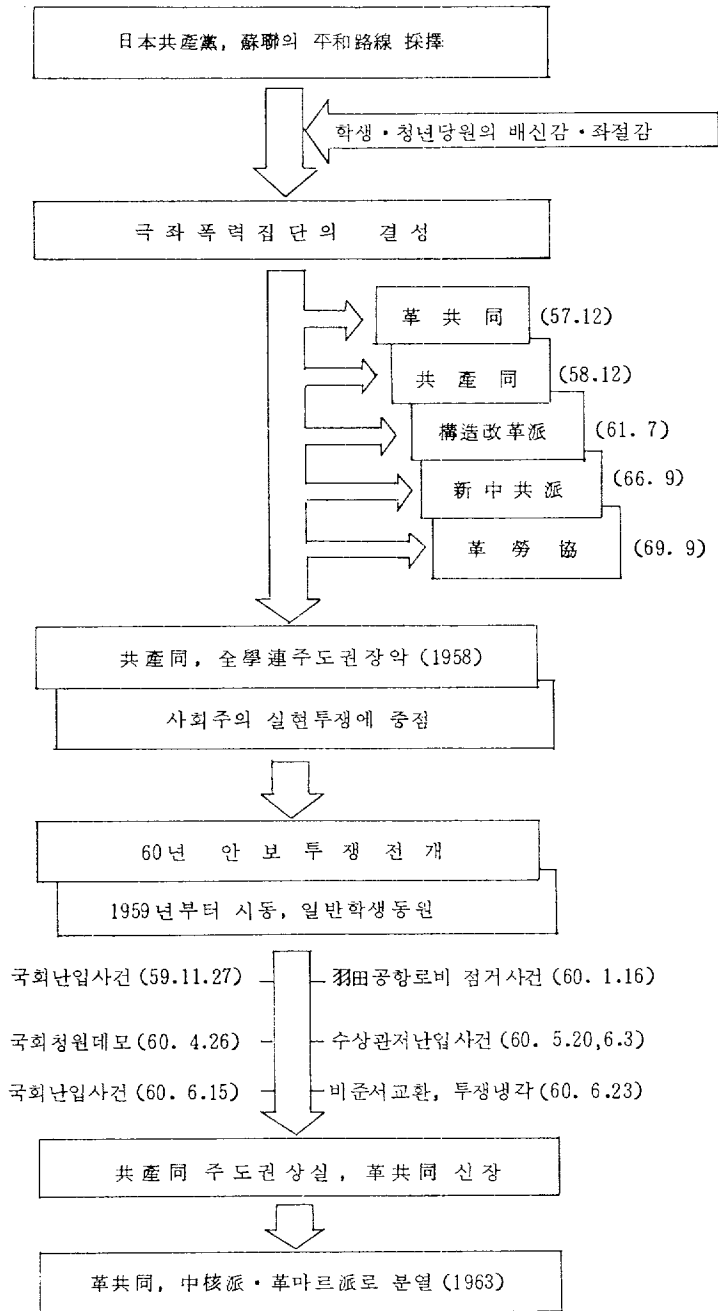 日本共產黨, 蘇聯의 平和路線 採擇
학생·청년당원의 배신감·좌절감
극좌폭력집단의 결성
革共同 (57.12)
共產同 (58.12)
構造改革派 (61. 7)
新中共派 (66. 9)
革勞協 (69. 9)
共產同, 全學連주도권장악 (1958)
사회주의 실현투쟁에 중점
60년 안보투쟁전개
1959년부터 시동, 일반학생동원
국회난입사건 (59.11.27) 羽田공항로비 점거사건 (60. 1.16)
국회청원데모 (60. 4.26) 수상관저난입사건 (60. 5.20,6.3)
국회난입사건 (60. 6.15) 비준서교환, 투쟁냉각 (60. 6.23)
共產同 주도권상실, 革共同 신장
革共同, 中核派·革마르派로 분열 (1963)